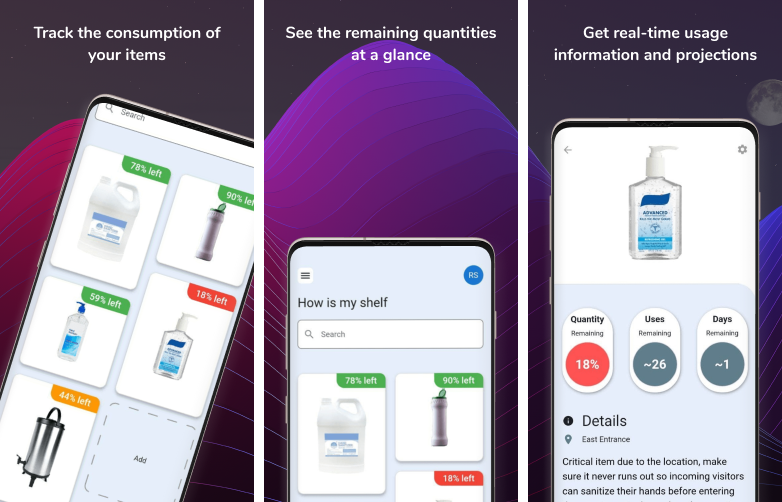 Track the consumption of
your items
Search
78% left
90% left
59% left
18% left
44% left
Add
See the remaining quantities
at a glance
RS
How is my shelf
Search
78% left
90% left
18% left
Get real-time usage
information and projections
ADVANCED
Quantity
Remaining
18%
Uses
Remaining
~26
Days
Remaining
~1
Details
East Entrance
Critical item due to the location, make
sure it never runs out so incoming visitors
can sanitize their hands before entering